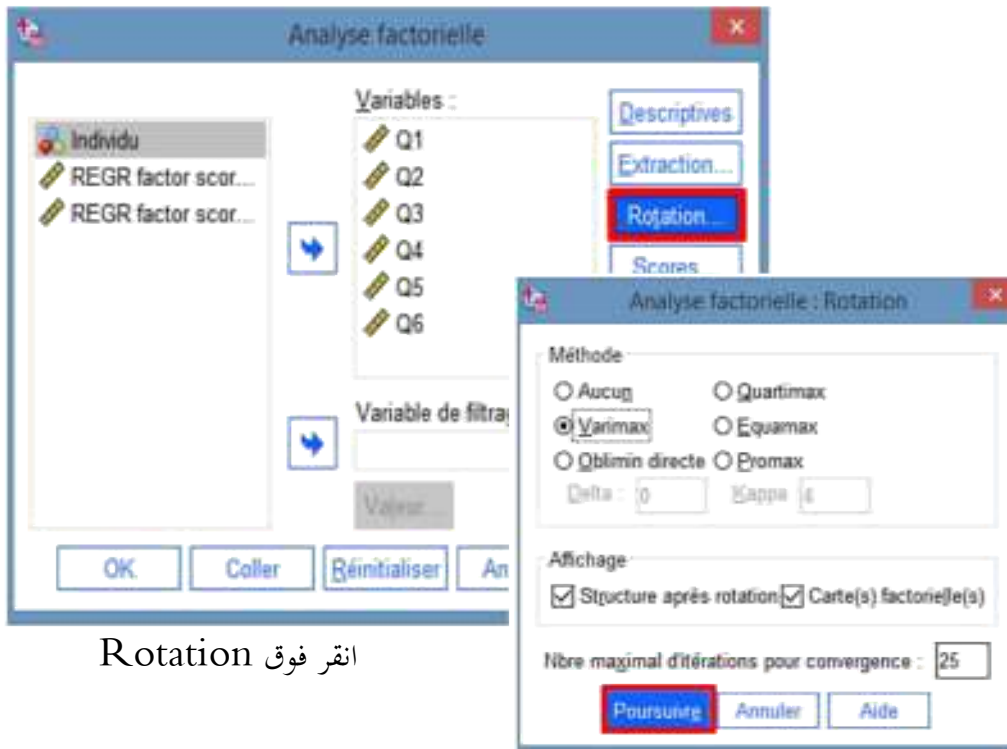 Analyse factorielle
Variables :
Descriptives
Individu
Q1
REGR factor scor....
Q2
Extraction...
REGR factor scor....
Q3
Rotation...
Q4
Scores
Q5
Q6
Variable de filtra
Valeur...
OK
Coller
Réinitialiser
An
Analyse factorielle : Rotation
Méthode
Aucun
Quartimax
Varimax
Equamax
Oblimin directe
Promax
Delta : 0
Kappa 4
Affichage
Structure après rotation
Carte(s) factorielle(s)
Nbre maximal d'itérations pour convergence : 25
Poursuivre
Annuler
Aide
انقر فوق Rotation